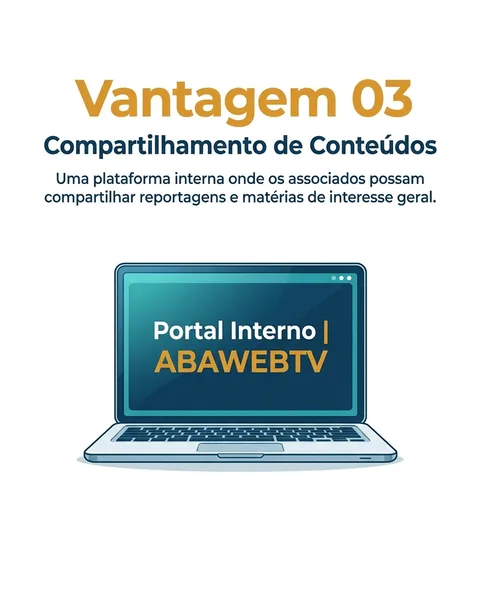 Vantagem 03
Compartilhamento de Conteúdos
Uma plataforma interna onde os associados possam
compartilhar reportagens e matérias de interesse geral.
Portal Interno |
ABAWEBTV